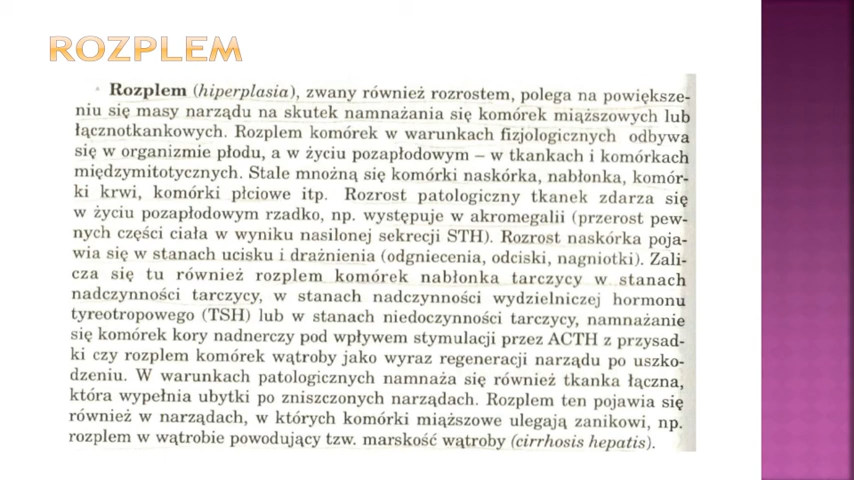 ROZPLEM
Rozplem (hiperplasia), zwany również rozrostem, polega na powiększe-
niu się masy narządu na skutek namnażania się komórek miąższowych lub
łącznotkankowych. Rozplem komórek w warunkach fizjologicznych odbywa
się w organizmie płodu, a w życiu pozapłodowym – w tkankach i komórkach
międzymitotycznych. Stale mnożną się komórki naskórka, nabłonka, komór-
ki krwi, komórki płciowe itp. Rozrost patologiczny tkanek zdarza się
w życiu pozapłodowym rzadko, np. występuje w akromegalii (przerost pew-
nych części ciała w wyniku nasilonej sekrecji STH). Rozrost naskórka poja-
wia się w stanach ucisku i drażnienia (odgniecenia, odciski, nagniotki). Zali-
cza się tu również rozplem komórek nabłonka tarczycy w stanach
nadczynności tarczycy, w stanach nadczynności wydzielniczej hormonu
tyreotropowego (TSH) lub w stanach niedoczynności tarczycy, namnażanie
się komórek kory nadnerczy pod wpływem stymulacji przez ACTH z przysad-
ki czy rozplem komórek wątroby jako wyraz regeneracji narządu po uszko-
dzeniu. W warunkach patologicznych namnaża się również tkanka łączna,
która wypełnia ubytki po zniszczonych narządach. Rozplem ten pojawia się
również w narządach, w których komórki miąższowe ulegają zanikowi, np.
rozplem w wątrobie powodujący tzw. marskość wątroby (cirrhosis hepatis).